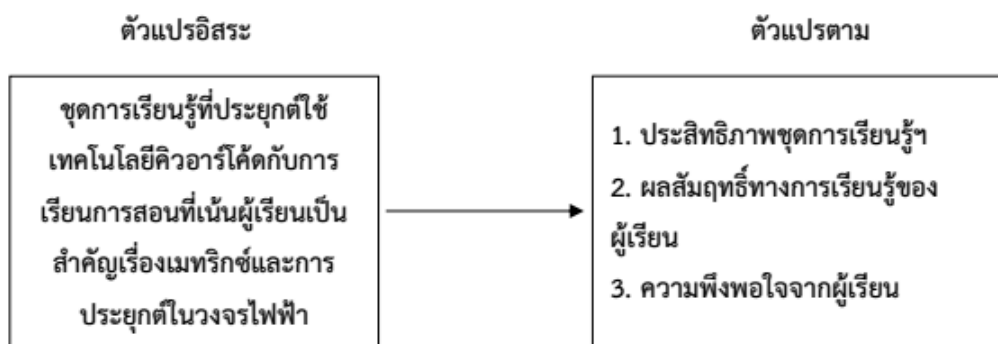 ตัวแปรอิสระ
ชุดการเรียนรู้ที่ประยุกต์ใช้
เทคโนโลยีคิวอาร์โค้ดกับการ
เรียนการสอนที่เน้นผู้เรียนเป็น
สำคัญเรื่องเมทริกซ์และการ
ประยุกต์ในวงจรไฟฟ้า
ตัวแปรตาม
1. ประสิทธิภาพชุดการเรียนรู้ฯ
2. ผลสัมฤทธิ์ทางการเรียนรู้ของ
ผู้เรียน
3. ความพึงพอใจจากผู้เรียน